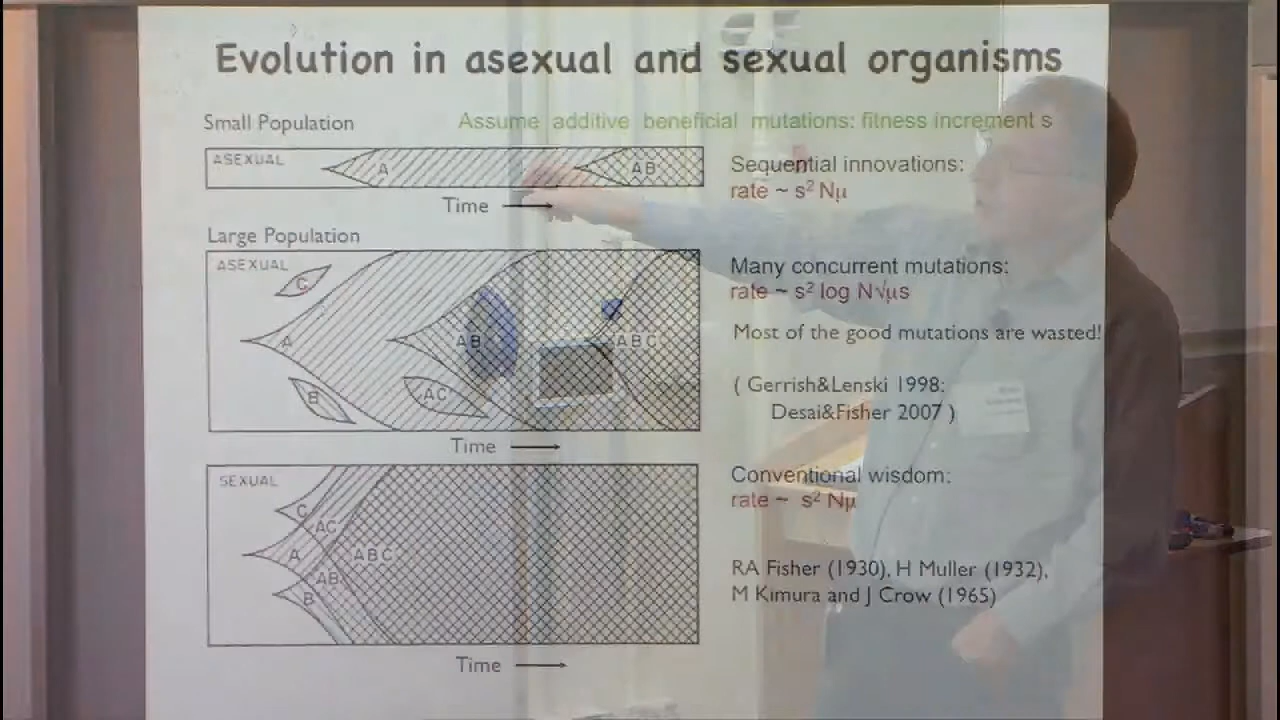 Evolution in asexual and sexual organisms
Small Population
Assume additive beneficial mutations: fitness increment s
ASEXUAL
A
AB
Sequential innovations:
rate ~ s² Nμ
Time
Large Population
ASEXUAL
C
A
B
AB
AC
ABC
Many concurrent mutations:
rate ~ s² log N√μs
Most of the good mutations are wasted!
( Gerrish&Lenski 1998:
Desai&Fisher 2007 )
Time
SEXUAL
C
AC
A
ABC
AB
B
Conventional wisdom:
rate ~ s² Nμ
RA Fisher (1930), H Muller (1932),
M Kimura and J Crow (1965)
Time